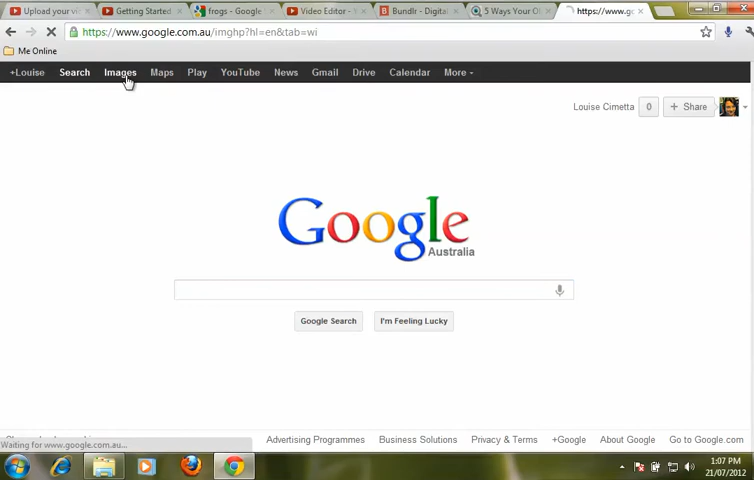 Upload your vi
Getting Started
frogs - Google
Video Editor - Y
Bundlr - Digital
5 Ways Your Ol
https://www.go
https://www.google.com.au/imghp?hl=en&tab=wi
Me Online
+Louise Search Images Maps Play YouTube News Gmail Drive Calendar More
Louise Cimetta 0 + Share
Google
Australia
Google Search I'm Feeling Lucky
Waiting for www.google.com.au...
Advertising Programmes Business Solutions Privacy & Terms +Google About Google Go to Google.com
1:07 PM
21/07/2012